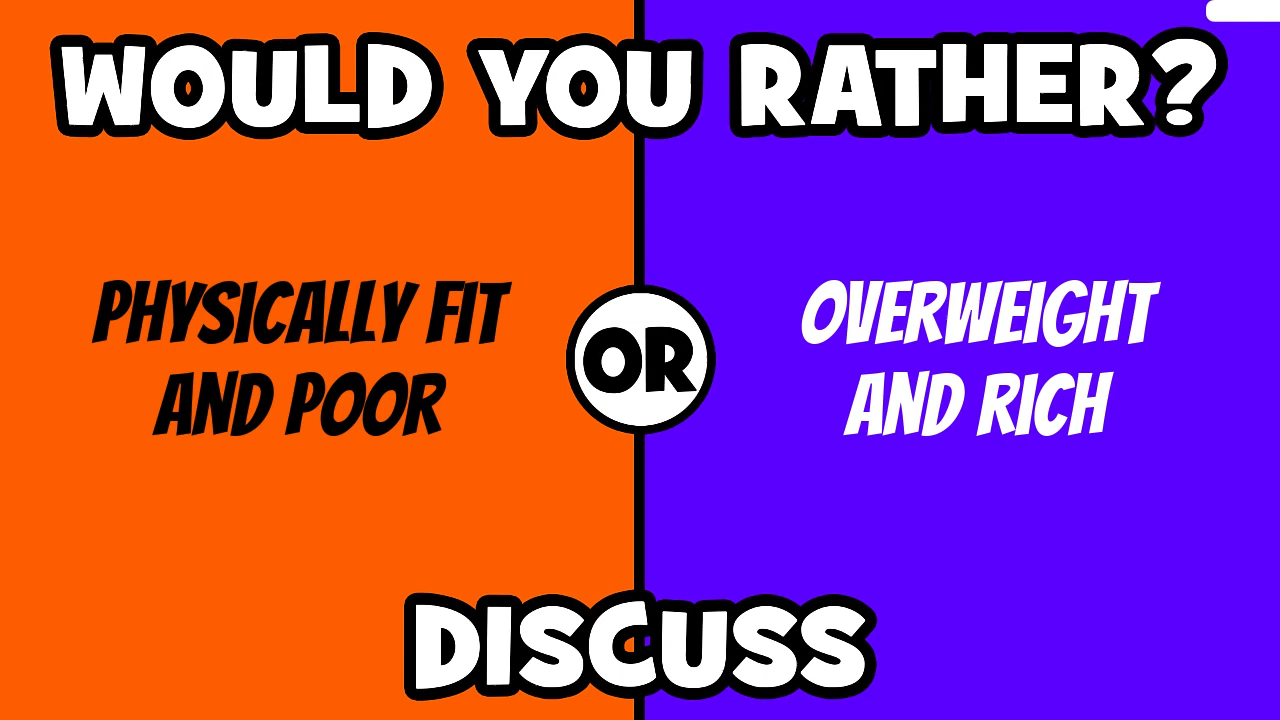 WOULD YOU RATHER?
PHYSICALLY FIT
AND POOR
OR
OVERWEIGHT
AND RICH
DISCUSS